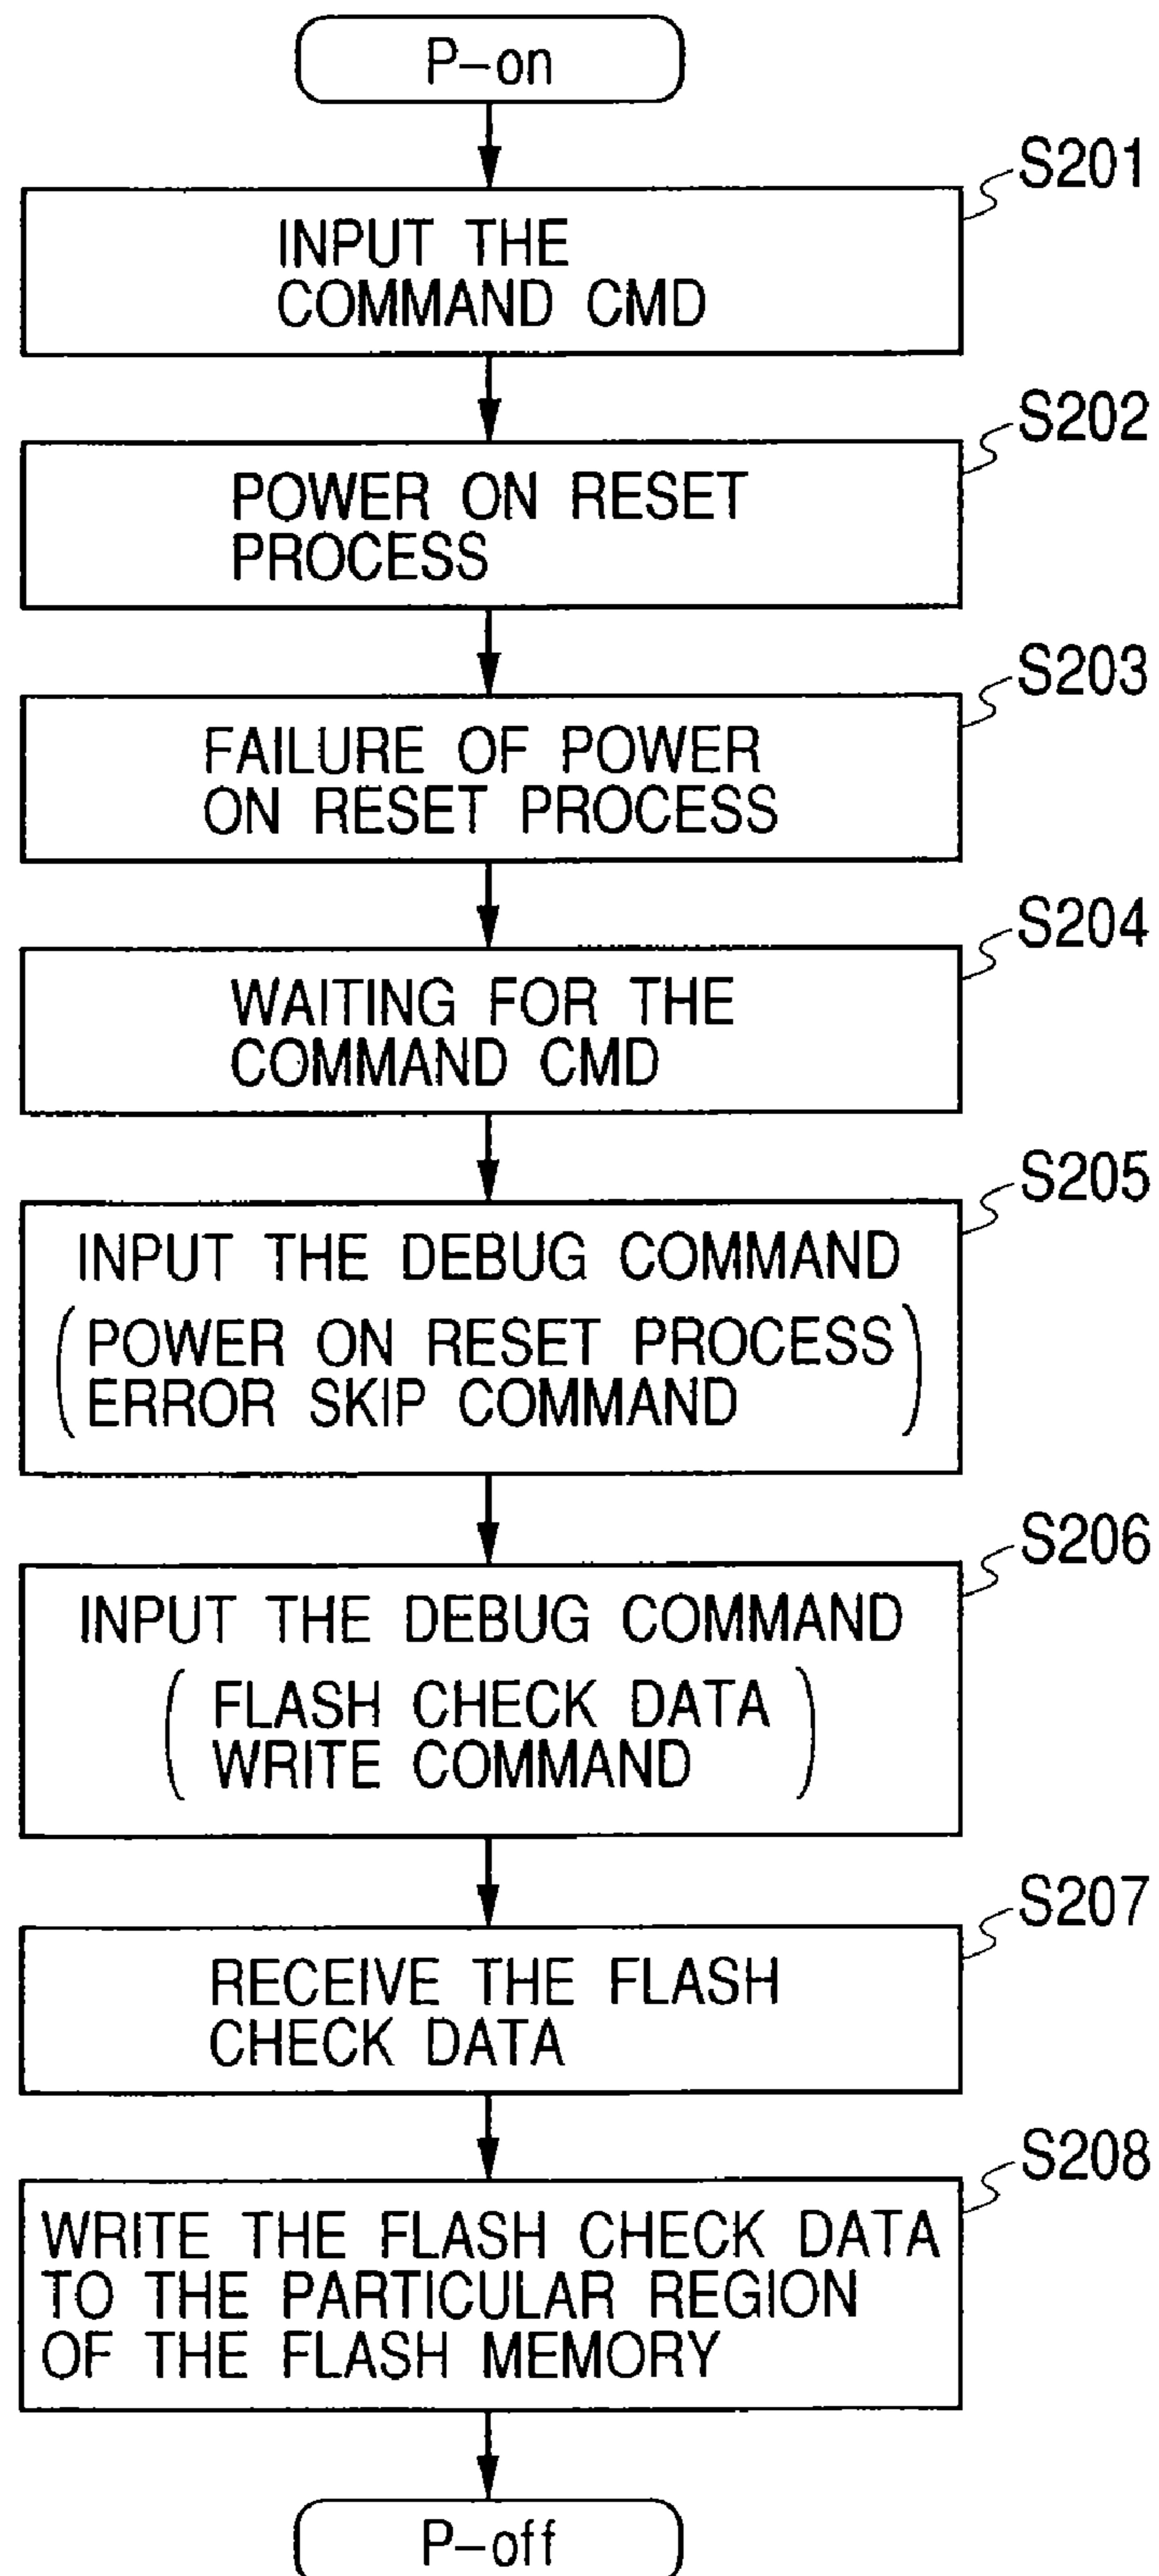 P-on
S201
INPUT THE
COMMAND CMD
S202
POWER ON RESET
PROCESS
S203
FAILURE OF POWER
ON RESET PROCESS
S204
WAITING FOR THE
COMMAND CMD
S205
INPUT THE DEBUG COMMAND
(POWER ON RESET PROCESS
ERROR SKIP COMMAND)
S206
INPUT THE DEBUG COMMAND
(FLASH CHECK DATA
WRITE COMMAND)
S207
RECEIVE THE FLASH
CHECK DATA
S208
WRITE THE FLASH CHECK DATA
TO THE PARTICULAR REGION
OF THE FLASH MEMORY
P-off